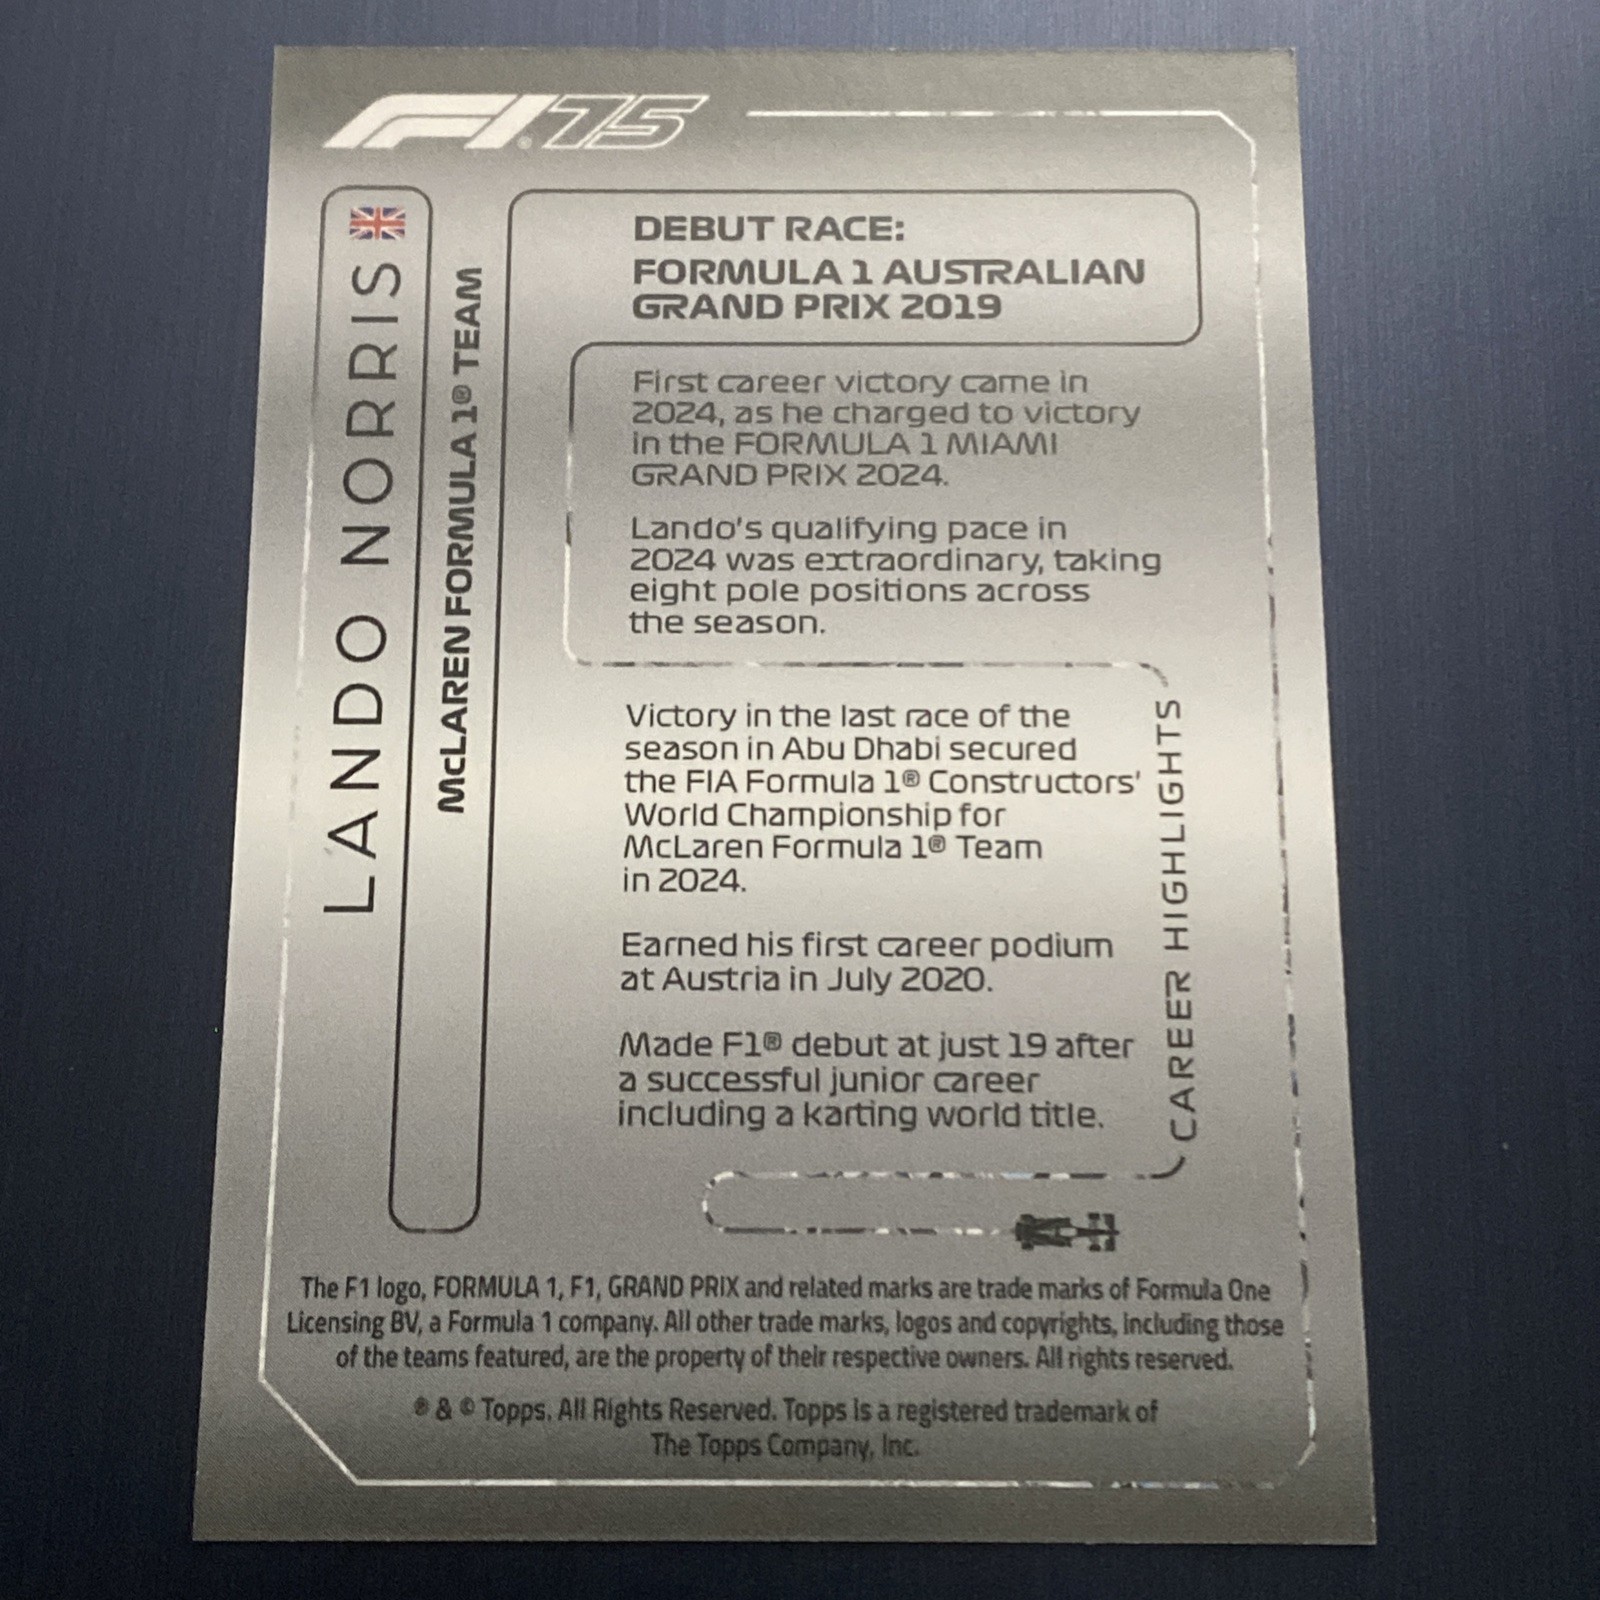 F1® 75
LANDO NORRIS
McLAREN FORMULA 1® TEAM
DEBUT RACE:
FORMULA 1 AUSTRALIAN
GRAND PRIX 2019
First career victory came in
2024, as he charged to victory
in the FORMULA 1 MIAMI
GRAND PRIX 2024.
Lando's qualifying pace in
2024 was extraordinary, taking
eight pole positions across
the season.
Victory in the last race of the
season in Abu Dhabi secured
the FIA Formula 1® Constructors'
World Championship for
McLaren Formula 1® Team
in 2024.
Earned his first career podium
at Austria in July 2020.
Made F1® debut at just 19 after
a successful junior career
including a karting world title.
CAREER HIGHLIGHTS
The F1 logo, FORMULA 1, F1, GRAND PRIX and related marks are trade marks of Formula One
Licensing BV, a Formula 1 company. All other trade marks, logos and copyrights, including those
of the teams featured, are the property of their respective owners. All rights reserved.
® & © Topps. All Rights Reserved. Topps is a registered trademark of
The Topps Company, Inc.